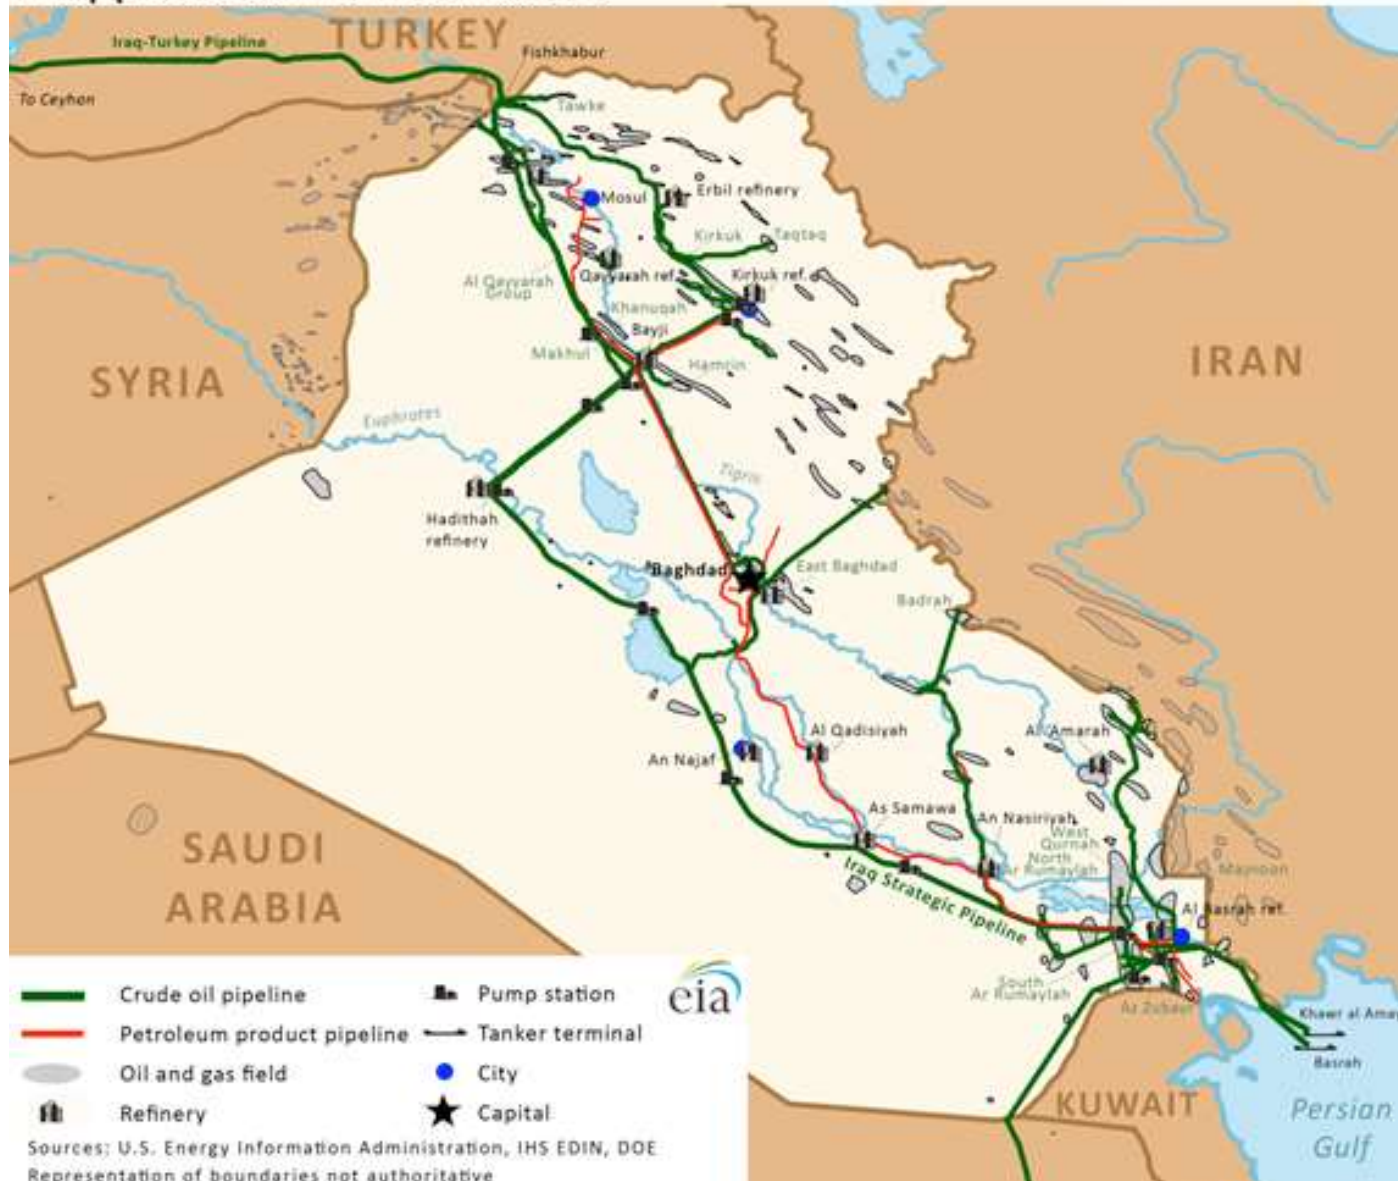 TURKEY
Iraq-Turkey Pipeline
Fishkhabur
To Ceyhan
Tawke
Mosul
Erbil refinery
Kirkuk
Taqtaq
Al Qayyarah
Group
Qayyarah ref.
Kirkuk ref.
Khanuqah
Bayji
Makhul
Hamrin
SYRIA
IRAN
Euphrates
Tigris
Hadithah
refinery
Baghdad
East Baghdad
Badrah
Al Qadisiyah
Al 'Amarah
An Najaf
As Samawa
An Nasiriyah
West
Qurnah
North
Ar Rumaylah
Majnoon
SAUDI
ARABIA
Iraq Strategic Pipeline
Al Basrah ref.
South
Ar Rumaylah
Az Zubair
Khawr al Amay
Basrah
KUWAIT
Persian
Gulf
eia
Crude oil pipeline
Pump station
Petroleum product pipeline
Tanker terminal
Oil and gas field
City
Refinery
Capital
Sources: U.S. Energy Information Administration, IHS EDIN, DOE
Representation of boundaries not authoritative